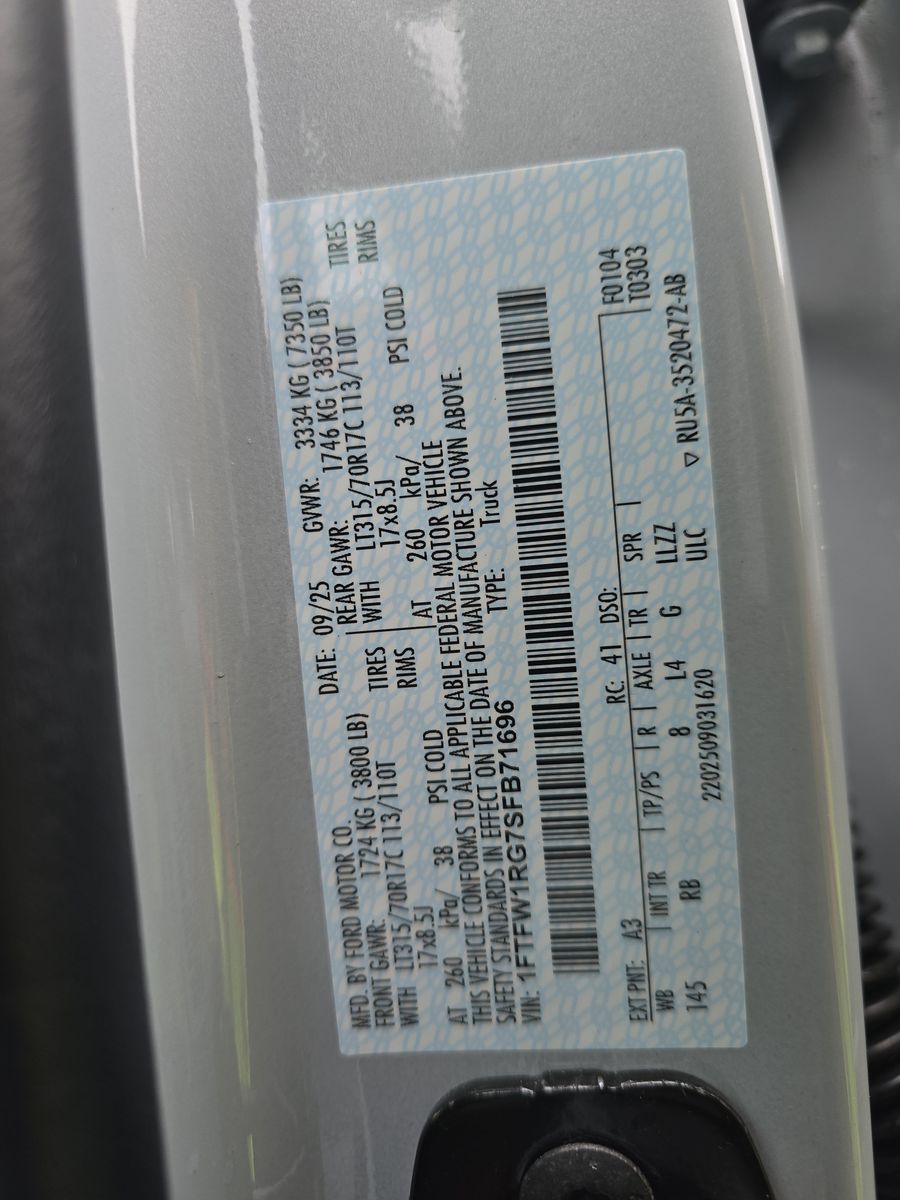 MFD. BY FORD MOTOR CO. DATE: 09/25 GVWR: 3334 KG ( 7350 LB)
FRONT GAWR: 1724 KG ( 3800 LB) REAR GAWR: 1746 KG ( 3850 LB)
WITH LT315/70R17C 113/110T TIRES WITH LT315/70R17C 113/110T TIRES
17x8.5J RIMS 17x8.5J RIMS
AT 260 kPa/ 38 PSI COLD AT 260 kPa/ 38 PSI COLD
THIS VEHICLE CONFORMS TO ALL APPLICABLE FEDERAL MOTOR VEHICLE
SAFETY STANDARDS IN EFFECT ON THE DATE OF MANUFACTURE SHOWN ABOVE.
VIN: 1FTFW1RG7SFB71696 TYPE: Truck
EXT PNT: A3 RC: 41 DSO: F0104
WB INT TR TP/PS R AXLE TR SPR T0303
145 RB 8 L4 G LLZZ
2202509031620 ULC ▽ RU5A-3520472-AB